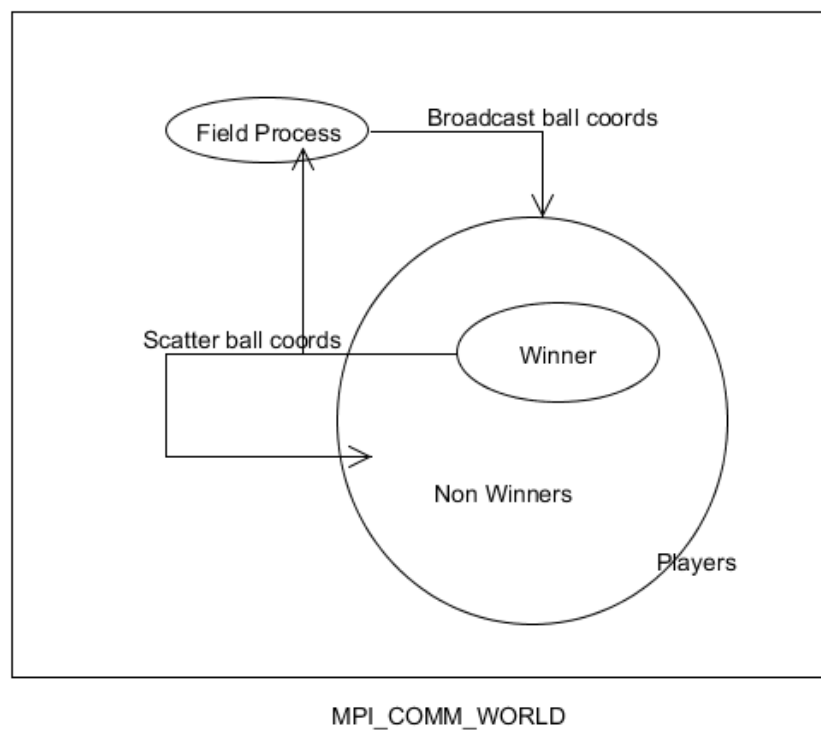 Field Process
Broadcast ball coords
Scatter ball coords
Winner
Non Winners
Players
MPI_COMM_WORLD